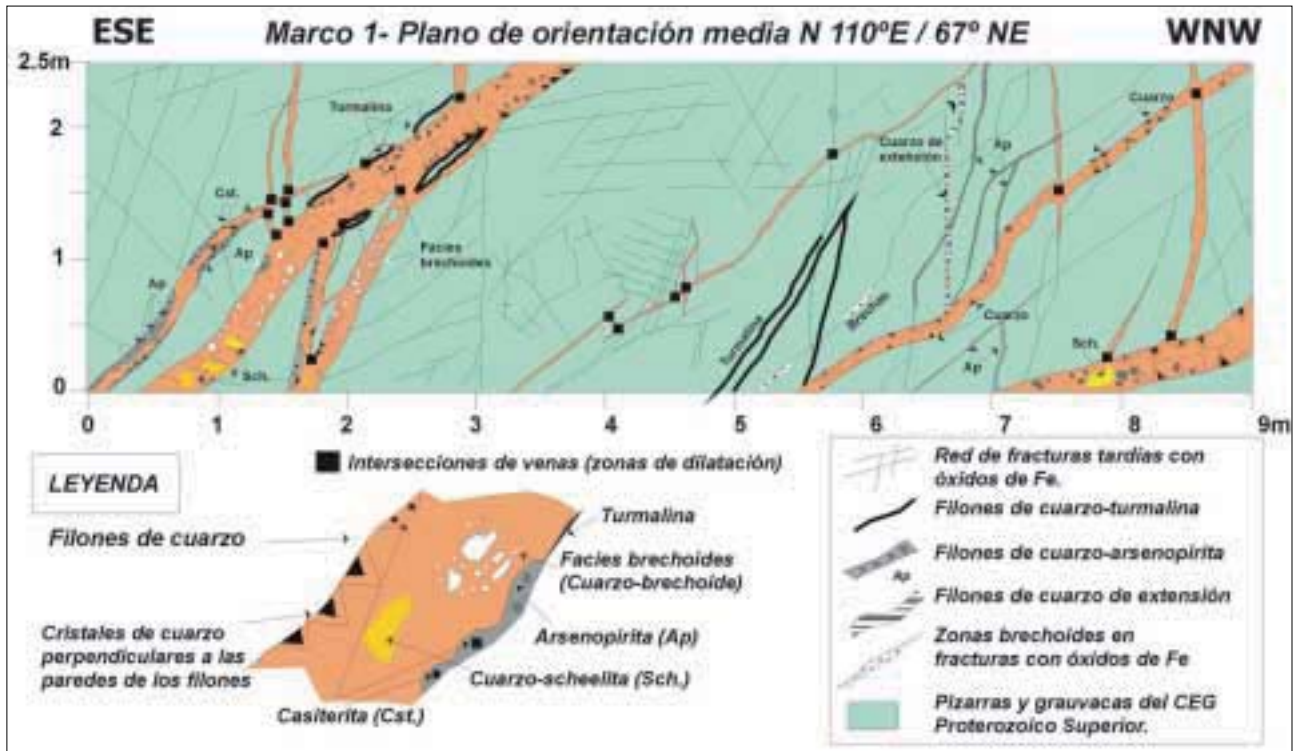 ESE
Marco 1- Plano de orientación media N 110ºE / 67º NE
WNW
2.5m
2
1
0
Turmalina
Cst.
Ap
Ap
Facies
brechoides
Sch.
Turmalina
Brechas
Cuarzo de
extensión
Ap
Cuarzo
Cuarzo
Ap
Sch.
0
1
2
3
4
5
6
7
8
9m
LEYENDA
Intersecciones de venas (zonas de dilatación)
Filones de cuarzo
Turmalina
Facies brechoides
(Cuarzo-brechoide)
Arsenopirita (Ap)
Cristales de cuarzo
perpendiculares a las
paredes de los filones
Cuarzo-scheelita (Sch.)
Casiterita (Cst.)
Red de fracturas tardías con
óxidos de Fe.
Filones de cuarzo-turmalina
Filones de cuarzo-arsenopirita
Ap
Filones de cuarzo de extensión
Zonas brechoides en
fracturas con óxidos de Fe
Pizarras y grauvacas del CEG
Proterozoico Superior.